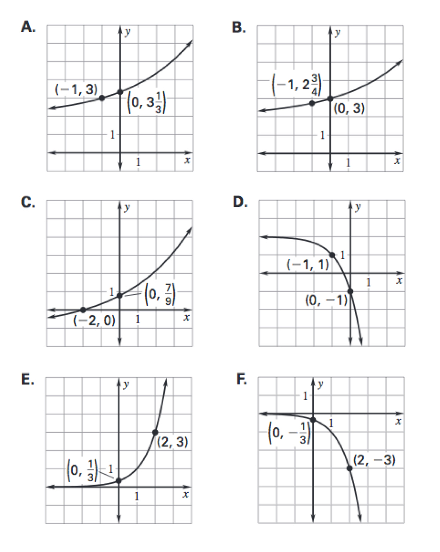 A.
y
(−1, 3)
(0, 3 1/3)
1
1
x
B.
y
(−1, 2 3/4)
(0, 3)
1
1
x
C.
y
1
(0, 7/9)
(−2, 0)
1
x
D.
y
1
(−1, 1)
1
x
(0, −1)
E.
y
(2, 3)
(0, 1/3)
1
1
x
F.
y
1
x
(0, −1/3)
1
(2, −3)